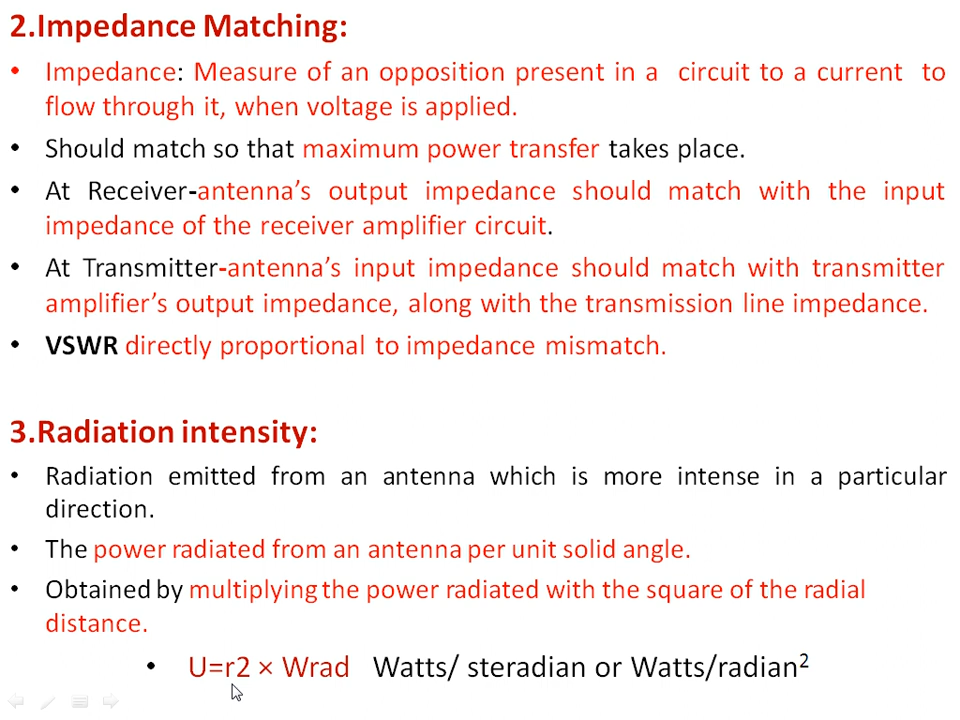 2.Impedance Matching:
• Impedance: Measure of an opposition present in a circuit to a current to
flow through it, when voltage is applied.
• Should match so that maximum power transfer takes place.
• At Receiver-antenna's output impedance should match with the input
impedance of the receiver amplifier circuit.
• At Transmitter-antenna's input impedance should match with transmitter
amplifier's output impedance, along with the transmission line impedance.
• VSWR directly proportional to impedance mismatch.
3.Radiation intensity:
• Radiation emitted from an antenna which is more intense in a particular
direction.
• The power radiated from an antenna per unit solid angle.
• Obtained by multiplying the power radiated with the square of the radial
distance.
• U=r2 × Wrad Watts/ steradian or Watts/radian²